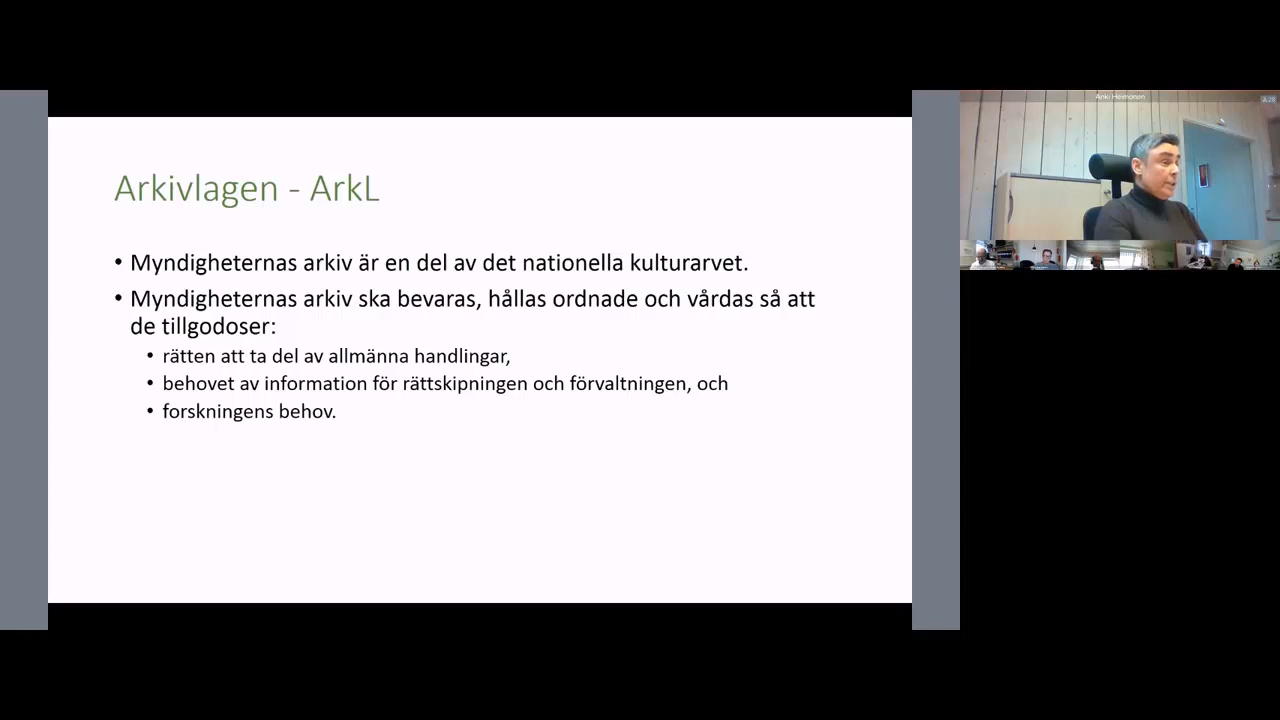 Arkivlagen - ArkL
• Myndigheternas arkiv är en del av det nationella kulturarvet.
• Myndigheternas arkiv ska bevaras, hållas ordnade och vårdas så att
de tillgodoser:
• rätten att ta del av allmänna handlingar,
• behovet av information för rättskipningen och förvaltningen, och
• forskningens behov.
Anki Heimonen